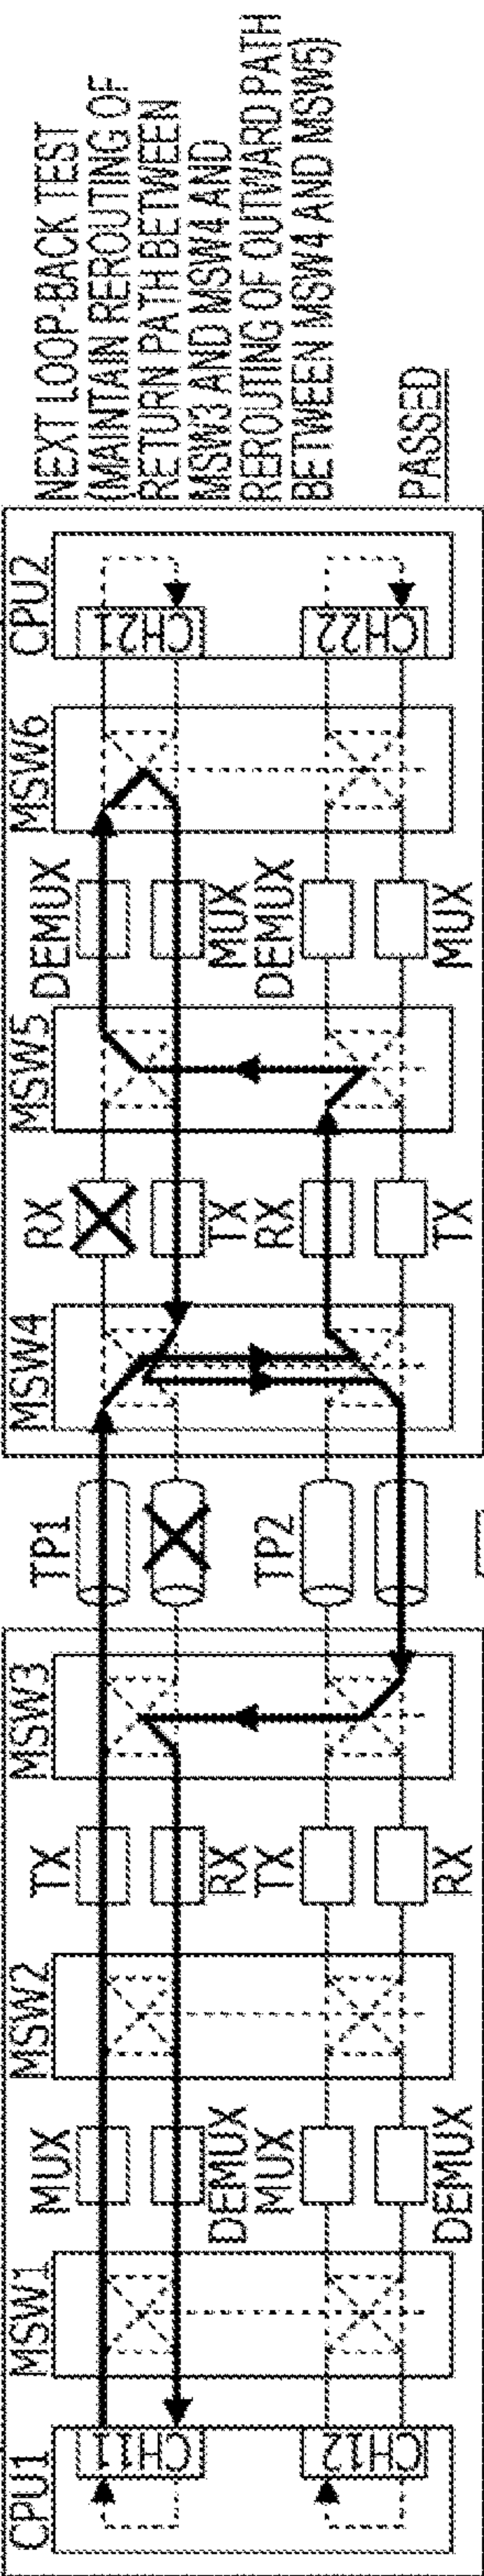 CPU1
MSW1
MUX
MSW2
TX
MSW3
TP1
MSW4
RX
MSW5
DEMUX
MSW6
CPU2
CH11
CH21
DEMUX
RX
TX
MUX
MUX
TX
TP2
RX
DEMUX
CH12
CH22
DEMUX
RX
TX
MUX
NEXT LOOP-BACK TEST
(MAINTAIN REROUTING OF
RETURN PATH BETWEEN
MSW3 AND MSW4 AND
REROUTING OF OUTWARD PATH
BETWEEN MSW4 AND MSW5)
PASSED